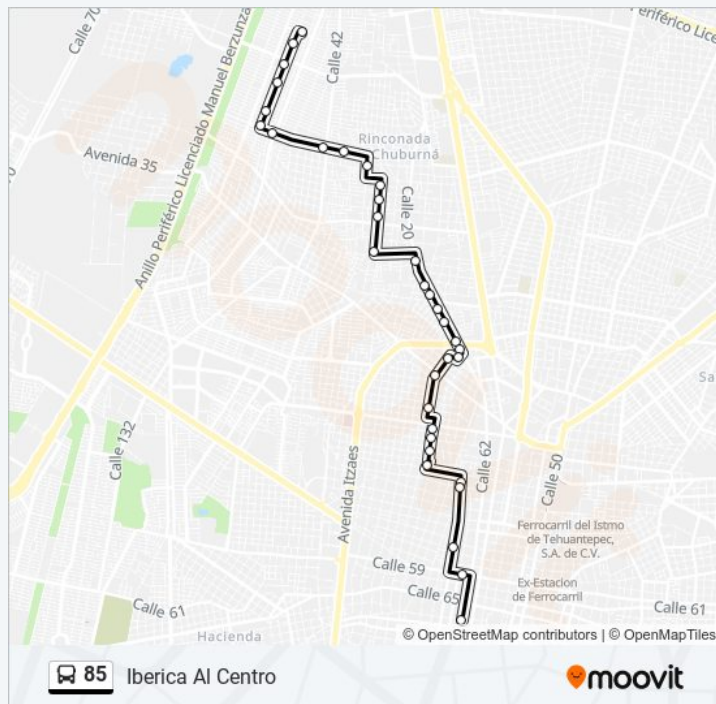 Calle 70
Calle 42
Periférico Lice
Anillo Periférico Licenciado Manuel Berzunza
Rinconada
Chuburná
Avenida 35
Calle 20
Sa
Calle 132
Avenida Itzaes
Calle 62
Calle 50
Ferrocarril del Istmo
de Tehuantepec,
S.A. de C.V.
Calle 59
Ex-Estacion
de Ferrocarril
Calle 65
Calle 61
Calle 61
Hacienda
© OpenStreetMap contributors | © OpenMapTiles
85 Iberica Al Centro
moovit